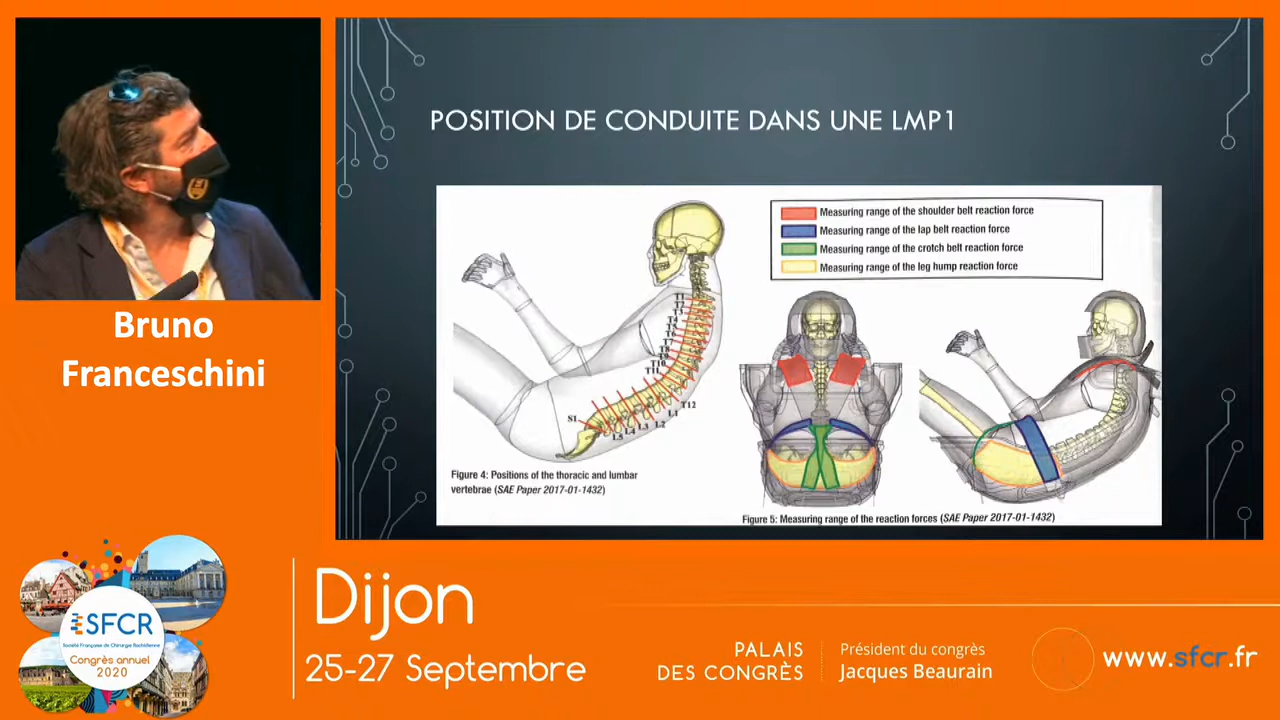 Bruno
Franceschini
POSITION DE CONDUITE DANS UNE LMP1
T1
T2
T3
T4
T5
T6
T7
T8
T9
T10
T11
T12
L1
L2
L3
L4
L5
S1
Figure 4: Positions of the thoracic and lumbar
vertebrae (SAE Paper 2017-01-1432)
Measuring range of the shoulder belt reaction force
Measuring range of the lap belt reaction force
Measuring range of the crotch belt reaction force
Measuring range of the leg hump reaction force
Figure 5: Measuring range of the reaction forces (SAE Paper 2017-01-1432)
SFCR
Société Française de Chirurgie Rachidienne
Congrès annuel
2020
Dijon
25-27 Septembre
PALAIS
DES CONGRÈS
Président du congrès
Jacques Beaurain
www.sfcr.fr